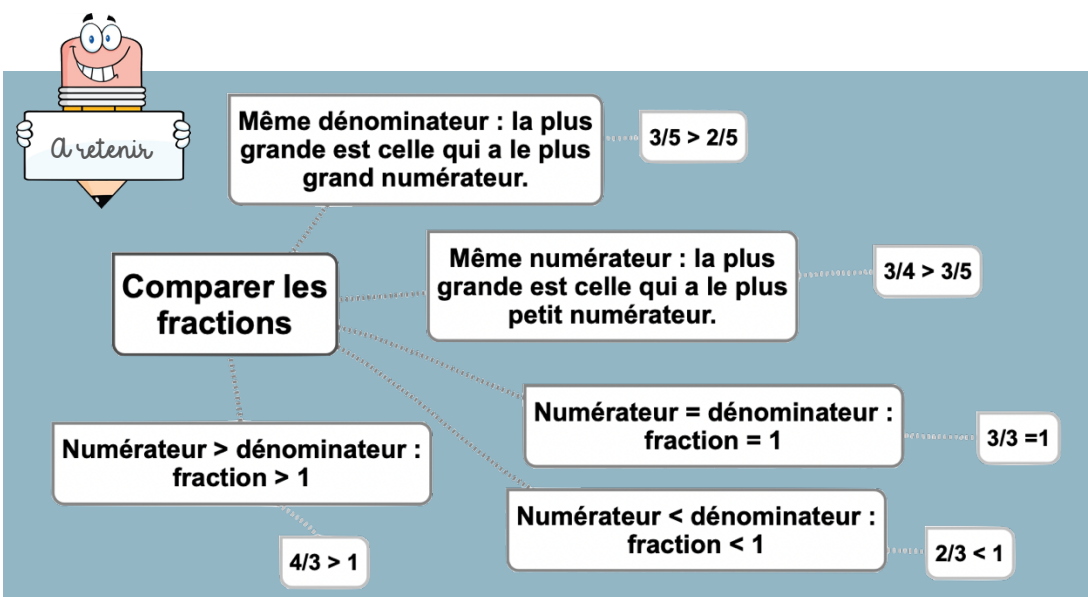 A retenir
Même dénominateur : la plus
grande est celle qui a le plus
grand numérateur.
3/5 > 2/5
Même numérateur : la plus
grande est celle qui a le plus
petit numérateur.
3/4 > 3/5
Comparer les
fractions
Numérateur = dénominateur :
fraction = 1
3/3 =1
Numérateur > dénominateur :
fraction > 1
4/3 > 1
Numérateur < dénominateur :
fraction < 1
2/3 < 1